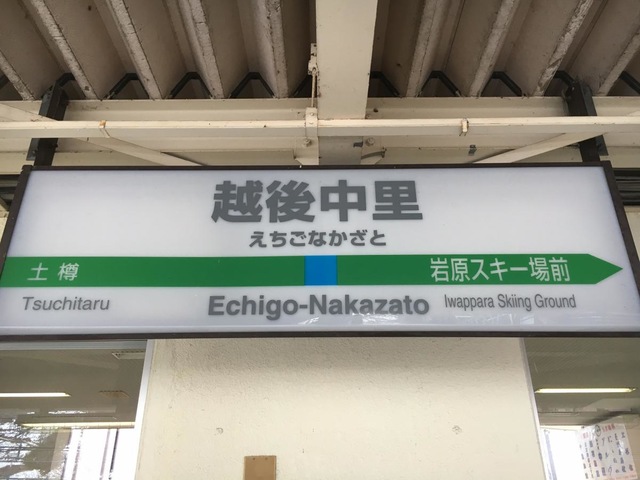 越後中里
えちごなかざと
土樽 岩原スキー場前
Tsuchitaru Echigo-Nakazato Iwappara Skiing Ground